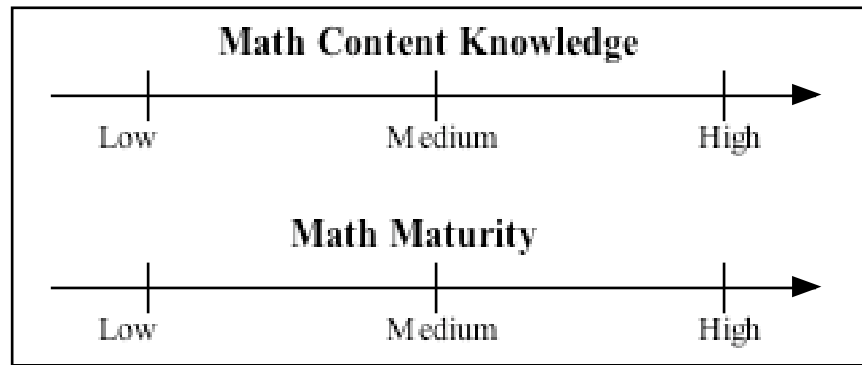 Math Content Knowledge
Low Medium High
Math Maturity
Low Medium High